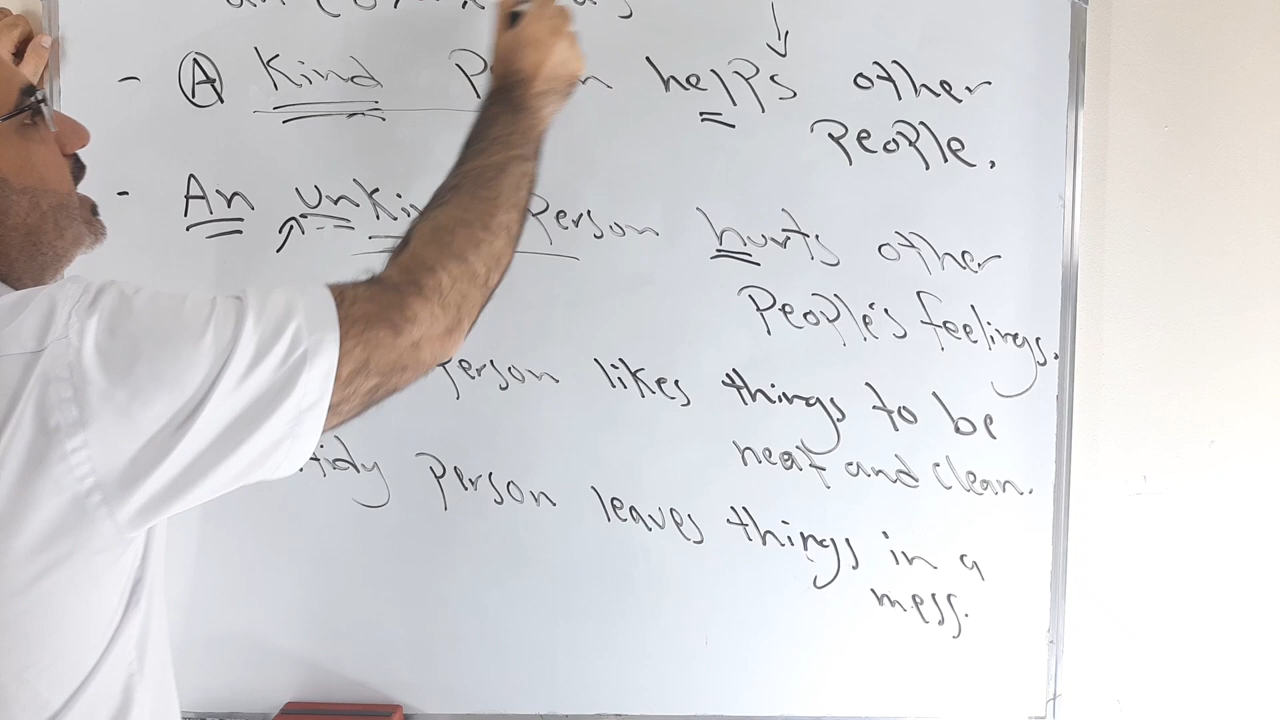 - A Kind helps other
people.
- An unkind person hurts other
people's feelings.
person likes things to be
neat and clean.
tidy person leaves things in a
mess.